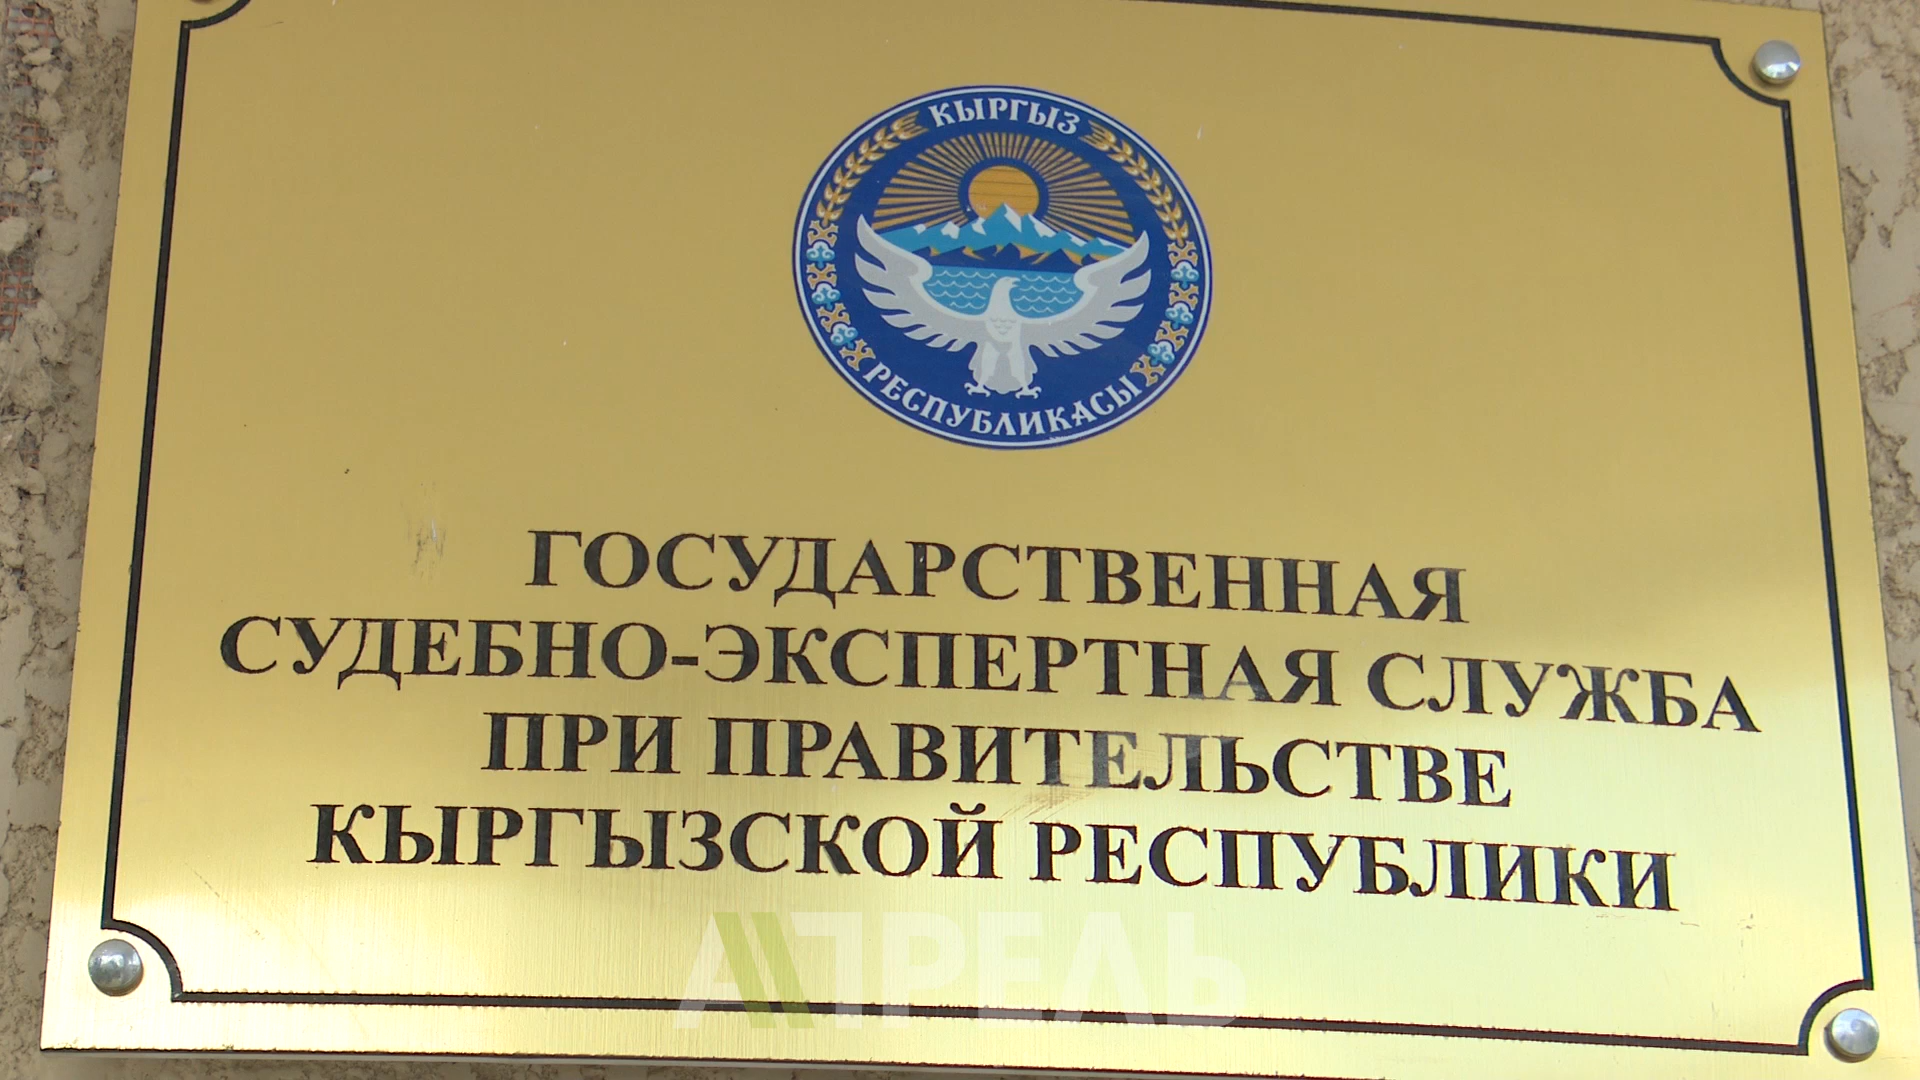 КЫРГЫЗ
РЕСПУБЛИКАСЫ
ГОСУДАРСТВЕННАЯ
СУДЕБНО-ЭКСПЕРТНАЯ СЛУЖБА
ПРИ ПРАВИТЕЛЬСТВЕ
КЫРГЫЗСКОЙ РЕСПУБЛИКИ
АПРЕЛЬ